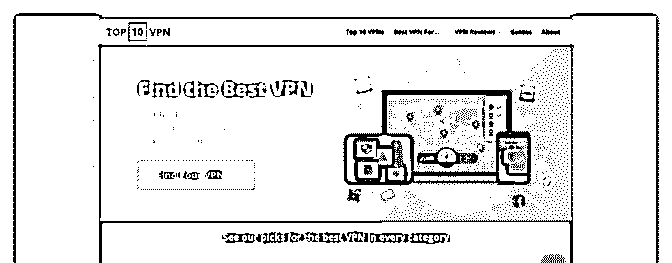 TOP 10 VPN
Top 10 VPNs Best VPN For... VPN Reviews Guides About
Find the Best VPN
Find Your VPN
See our picks for the best VPN in every category